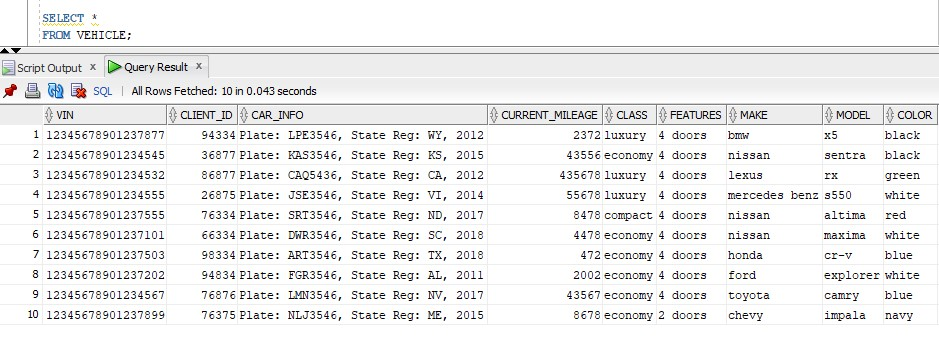 SELECT *
FROM VEHICLE;
Script Output x Query Result x
SQL | All Rows Fetched: 10 in 0.043 seconds
VIN CLIENT_ID CAR_INFO CURRENT_MILEAGE CLASS FEATURES MAKE MODEL COLOR
1 12345678901237877 94334 Plate: LPE3546, State Reg: WY, 2012 2372 luxury 4 doors bmw x5 black
2 12345678901234545 36877 Plate: KAS3546, State Reg: KS, 2015 43556 economy 4 doors nissan sentra black
3 12345678901234532 86877 Plate: CAQ5436, State Reg: CA, 2012 435678 luxury 4 doors lexus rx green
4 12345678901234555 26875 Plate: JSE3546, State Reg: VI, 2014 55678 luxury 4 doors mercedes benz s550 white
5 12345678901237555 76334 Plate: SRT3546, State Reg: ND, 2017 8478 compact 4 doors nissan altima red
6 12345678901237101 66334 Plate: DWR3546, State Reg: SC, 2018 4478 economy 4 doors nissan maxima white
7 12345678901237503 98334 Plate: ART3546, State Reg: TX, 2018 472 economy 4 doors honda cr-v blue
8 12345678901237202 94834 Plate: FGR3546, State Reg: AL, 2011 2002 economy 4 doors ford explorer white
9 12345678901234567 76876 Plate: LMN3546, State Reg: NV, 2017 43567 economy 4 doors toyota camry blue
10 12345678901237899 76375 Plate: NLJ3546, State Reg: ME, 2015 8678 economy 2 doors chevy impala navy